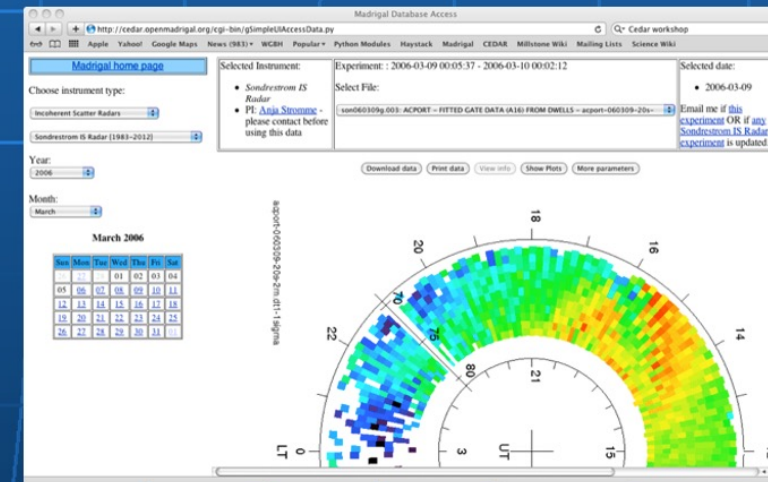 Madrigal Database Access
http://cedar.openmadrigal.org/cgi-bin/gSimpleUIAccessData.py
Cedar workshop
Apple Yahoo! Google Maps News (983) WGBH Popular Python Modules Haystack Madrigal CEDAR Millstone Wiki Mailing Lists Science Wiki
Madrigal home page
Choose instrument type:
Incoherent Scatter Radars
Sondrestrom IS Radar [1983-2012]
Year:
2006
Month:
March
March 2006
Sun Mon Tue Wed Thu Fri Sat
01 02 03 04
05 06 07 08 09 10 11
12 13 14 15 16 17 18
19 20 21 22 23 24 25
26 27 28 29 30 31
Selected Instrument:
• Sondrestrom IS
Radar
• PI: Anja Stromme -
please contact before
using this data
Experiment: : 2006-03-09 00:05:37 - 2006-03-10 00:02:12
Select File:
son060309g.003: ACPORT - FITTED GATE DATA (A16) FROM DWELLS - acport-060309-20s-
Selected date:
• 2006-03-09
Email me if this
experiment OR if any
Sondrestrom IS Radar
experiment is updated
Download data Print data View info Show Plots More parameters
acport-060309-20s-2m dt1-1 sigma
18
20
16
70
75
22
14
80
21
LT 0
3
UT
15